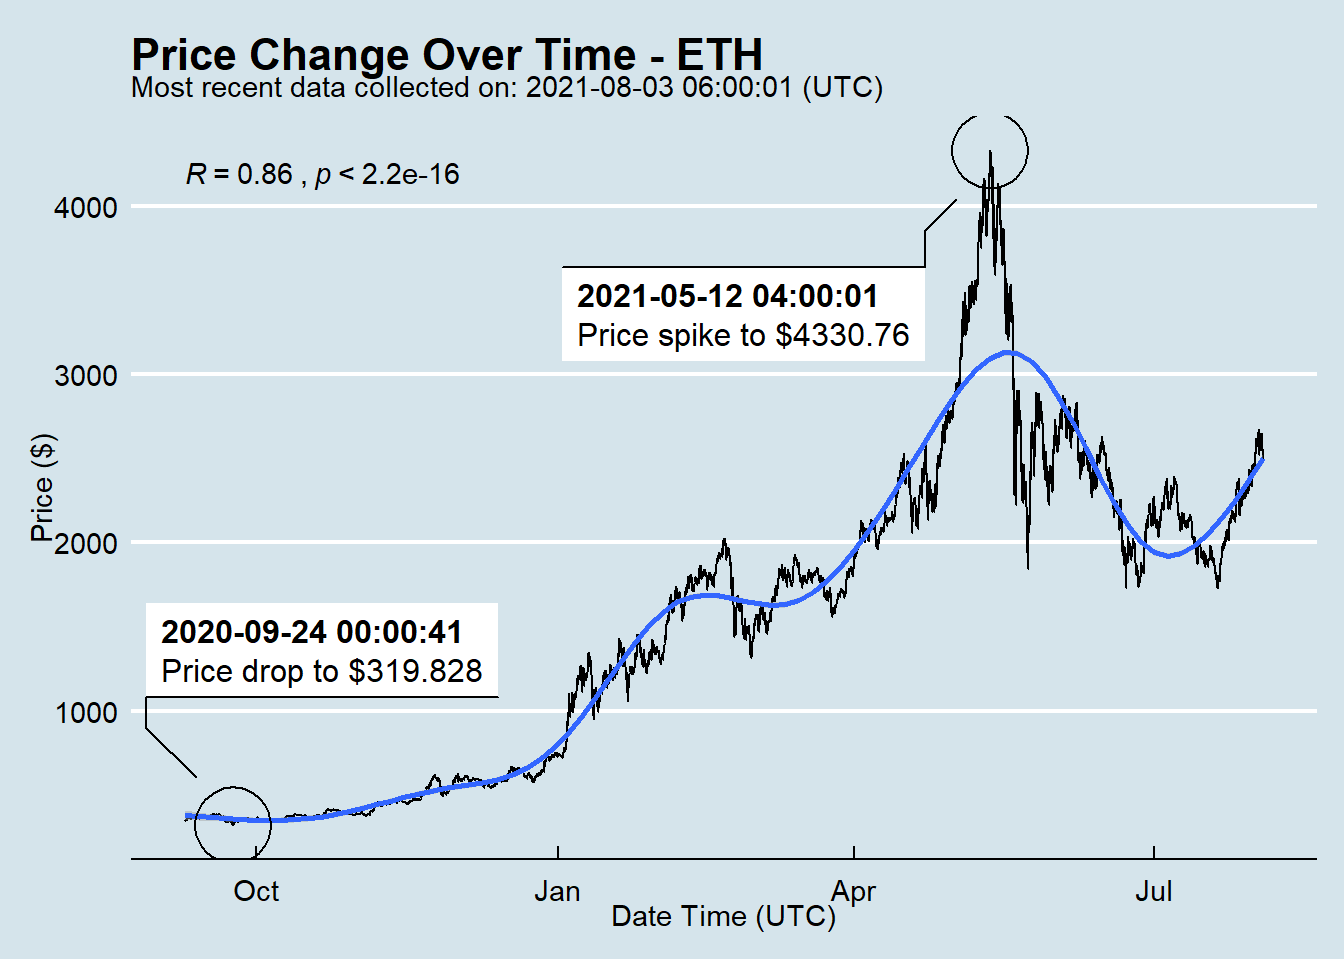 Price Change Over Time - ETH
Most recent data collected on: 2021-08-03 06:00:01 (UTC)
R = 0.86 , p < 2.2e-16
4000
2021-05-12 04:00:01
Price spike to $4330.76
3000
Price ($)
2000
2020-09-24 00:00:41
Price drop to $319.828
1000
Oct Jan Apr Jul
Date Time (UTC)